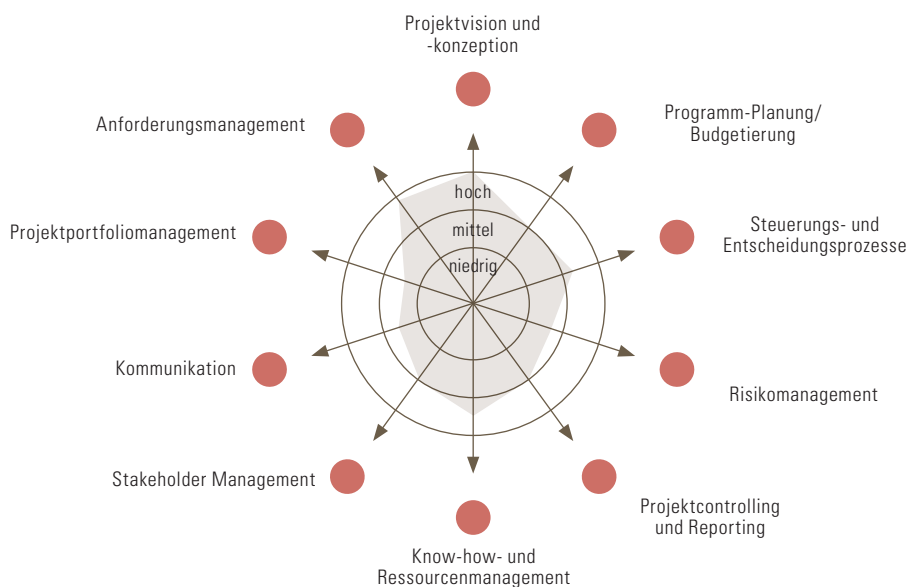 Projektvision und
-konzeption
Programm-Planung/
Budgetierung
Anforderungsmanagement
hoch
mittel
niedrig
Projektportfoliomanagement
Steuerungs- und
Entscheidungsprozesse
Kommunikation
Risikomanagement
Stakeholder Management
Projektcontrolling
und Reporting
Know-how- und
Ressourcenmanagement